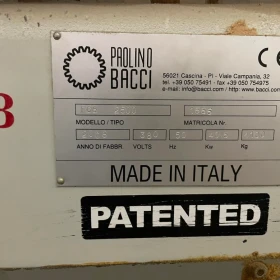 PAOLINO
BACCI
CE
56021 Cascina - PI - Viale Campania, 32
tel +39 050 75491 - fax +39 050 754975
e-mail: info@bacci.com http://www.bacci.com
MODELLO / TIPO MATRICOLA Nr.
ANNO DI FABBR. VOLTS Hz Kw Kg
MADE IN ITALY
PATENTED